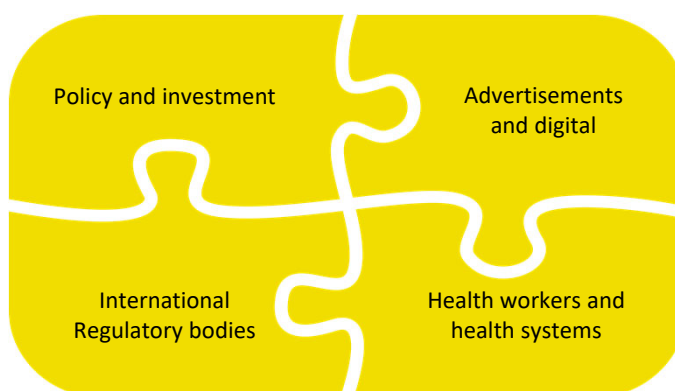 Policy and investment
Advertisements
and digital
International
Regulatory bodies
Health workers and
health systems